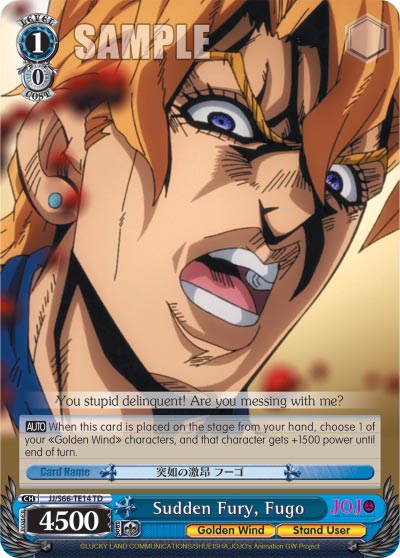 LEVEL
1
0
COST
SAMPLE
You stupid delinquent! Are you messing with me?
AUTO When this card is placed on the stage from your hand, choose 1
of your «Golden Wind» characters, and that character gets +1500 power until
end of turn.
Card Name 突如の激昂 フーゴ
CH JJ/S66-TE14 TD
POWER 4500 SOUL Sudden Fury, Fugo JOJO
Golden Wind Stand User
©LUCKY LAND COMMUNICATIONS/SHUEISHA,JOJO's Animation GW Project